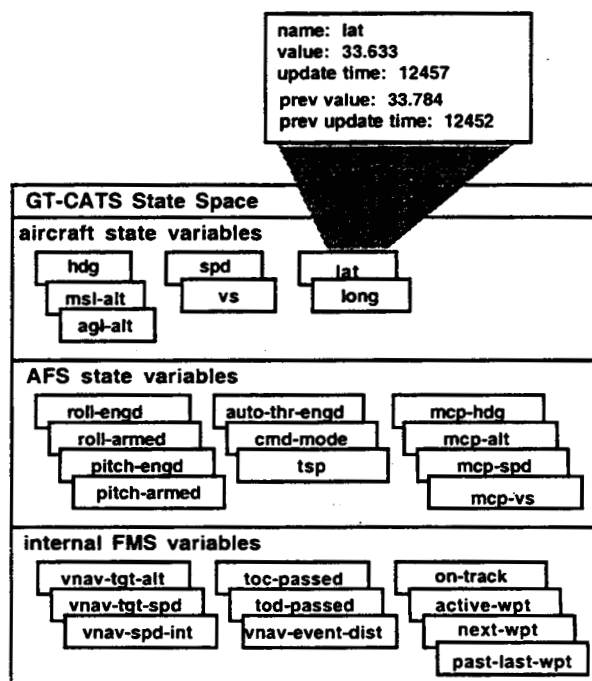 name: lat
value: 33.633
update time: 12457
prev value: 33.784
prev update time: 12452
GT-CATS State Space
aircraft state variables
hdg
msl-alt
agl-alt
spd
vs
lat
long
AFS state variables
roll-engd
roll-armed
pitch-engd
pitch-armed
auto-thr-engd
cmd-mode
tsp
mcp-hdg
mcp-alt
mcp-spd
mcp-vs
internal FMS variables
vnav-tgt-alt
vnav-tgt-spd
vnav-spd-int
toc-passed
tod-passed
vnav-event-dist
on-track
active-wpt
next-wpt
past-last-wpt